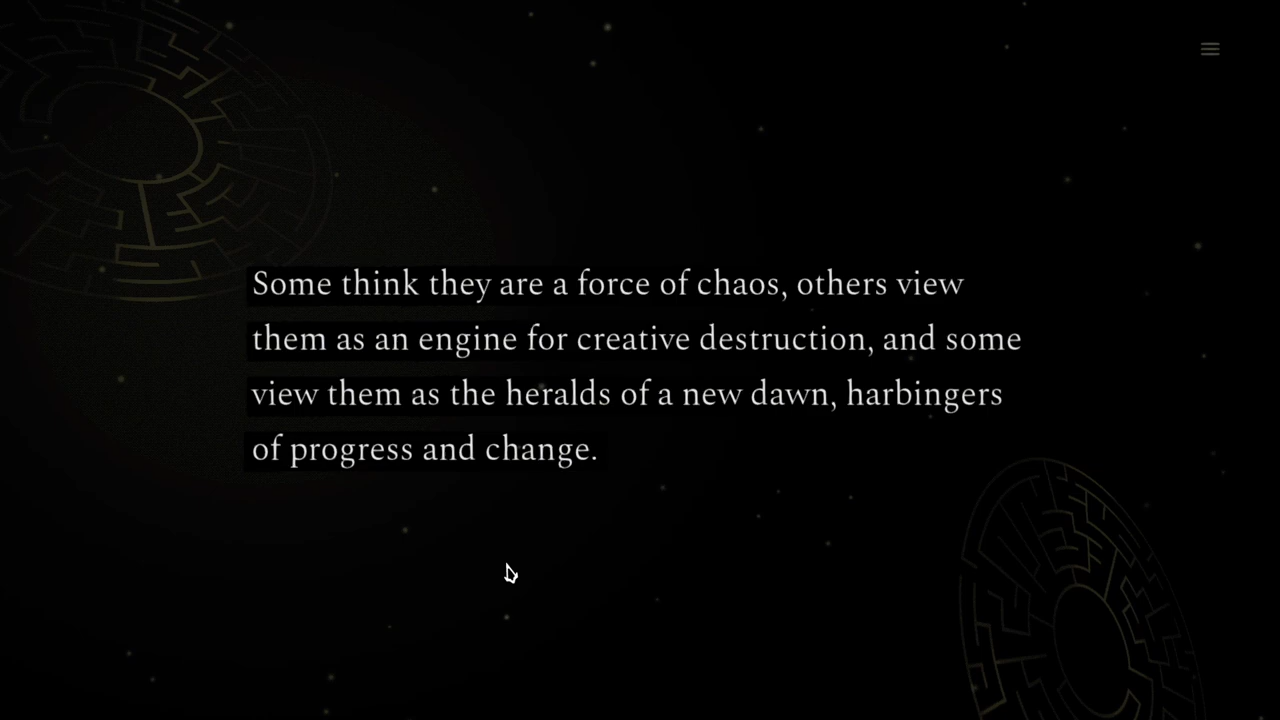 Some think they are a force of chaos, others view
them as an engine for creative destruction, and some
view them as the heralds of a new dawn, harbingers
of progress and change.